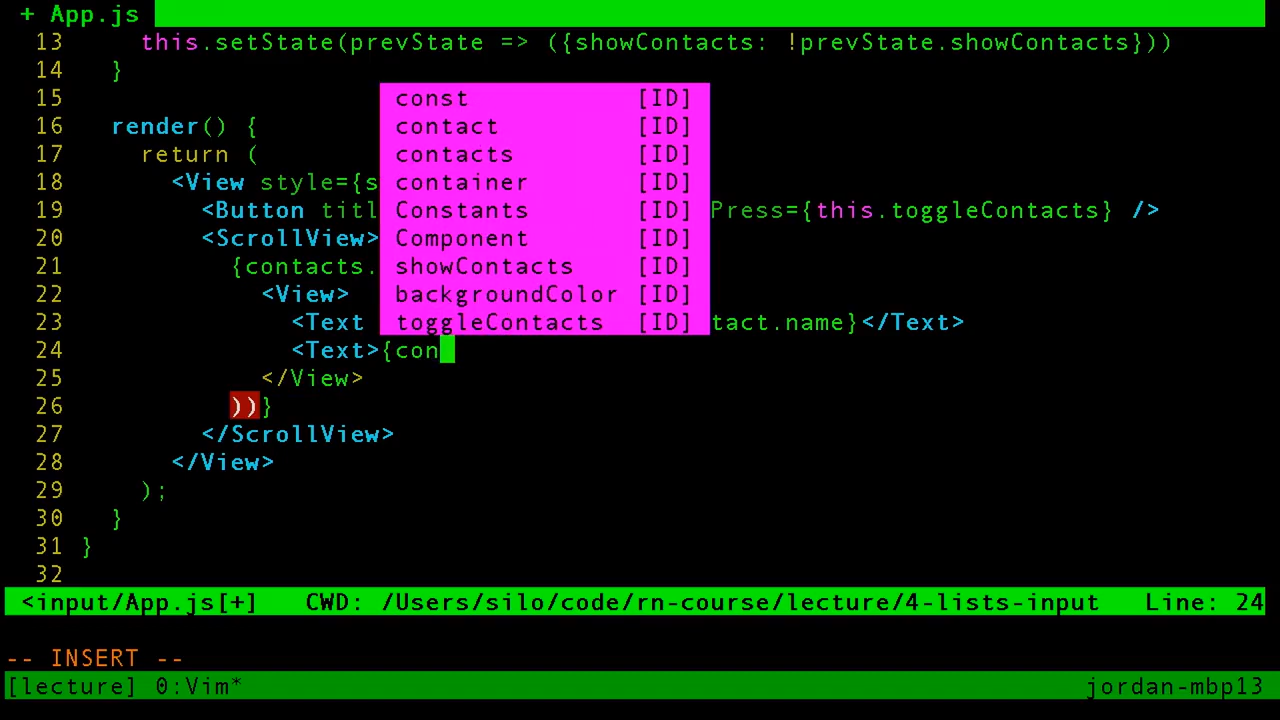 + App.js
13 this.setState(prevState => ({showContacts: !prevState.showContacts}))
14 }
15 const [ID]
16 render() { contact [ID]
17 return ( contacts [ID]
18 <View style={s container [ID]
19 <Button titl Constants [ID] Press={this.toggleContacts} />
20 <ScrollView> Component [ID]
21 {contacts. showContacts [ID]
22 <View> backgroundColor [ID]
23 <Text toggleContacts [ID] tact.name}</Text>
24 <Text>{con
25 </View>
26 ))}
27 </ScrollView>
28 </View>
29 );
30 }
31 }
32
<input/App.js[+] CWD: /Users/silo/code/rn-course/lecture/4-lists-input Line: 24
-- INSERT --
[lecture] 0:Vim* jordan-mbp13